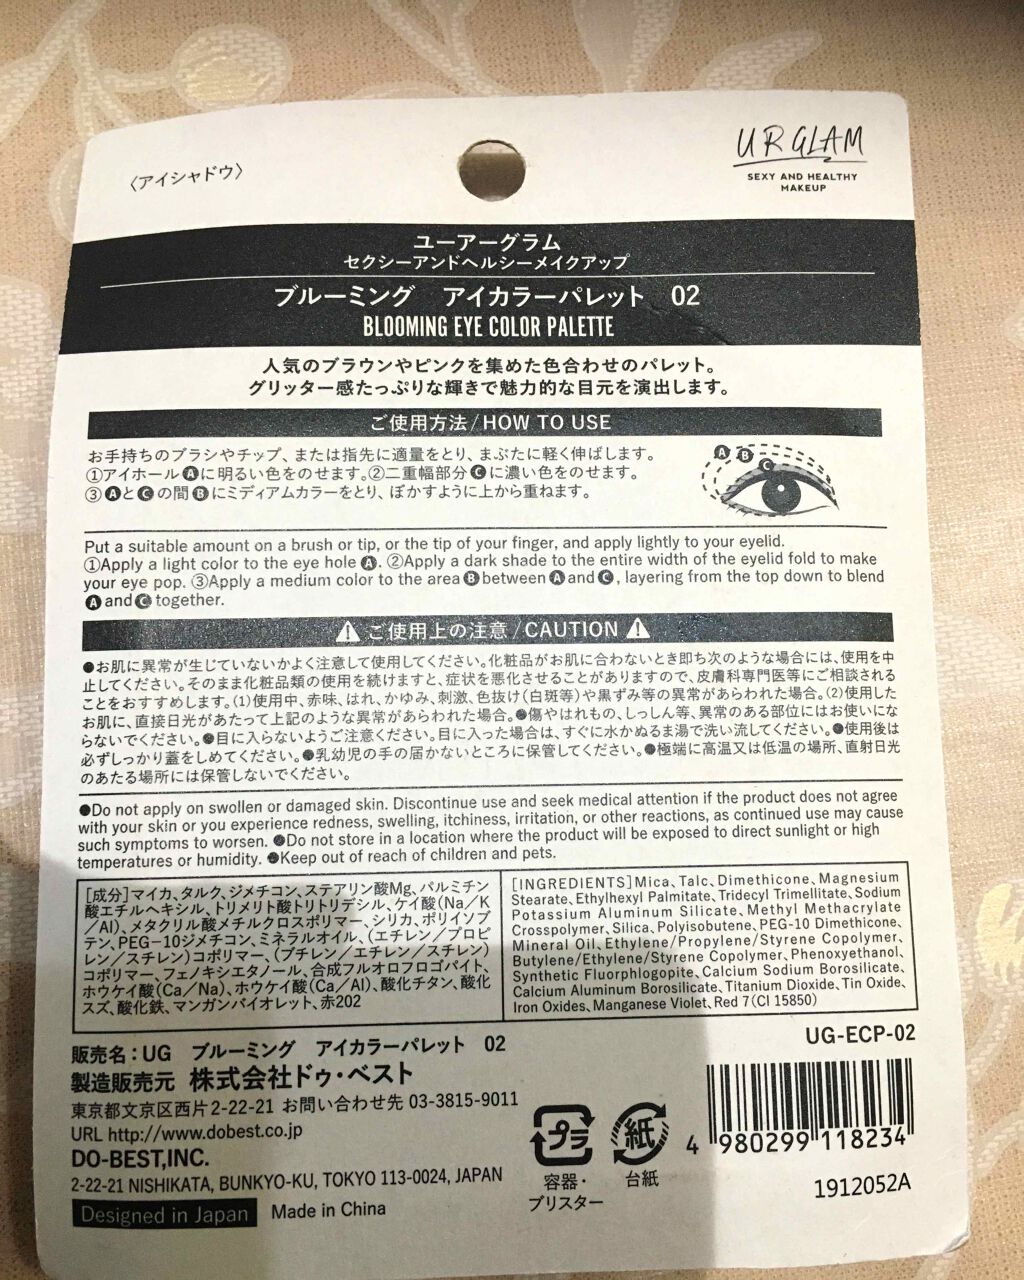 〈アイシャドウ〉
UR GLAM
SEXY AND HEALTHY
MAKEUP
ユーアーグラム
セクシーアンドヘルシーメイクアップ
ブルーミング アイカラーパレット 02
BLOOMING EYE COLOR PALETTE
人気のブラウンやピンクを集めた色合わせのパレット。
グリッター感たっぷりな輝きで魅力的な目元を演出します。
ご使用方法/HOW TO USE
お手持ちのブラシやチップ、または指先に適量をとり、まぶたに軽く伸ばします。
①アイホールAに明るい色をのせます。②二重幅部分Cに濃い色をのせます。
③AとCの間Bにミディアムカラーをとり、ぼかすように上から重ねます。
A B C
Put a suitable amount on a brush or tip, or the tip of your finger, and apply lightly to your eyelid.
①Apply a light color to the eye hole A. ②Apply a dark shade to the entire width of the eyelid fold to make
your eye pop. ③Apply a medium color to the area B between A and C, layering from the top down to blend
A and C together.
ご使用上の注意/CAUTION
●お肌に異常が生じていないかよく注意して使用してください。化粧品がお肌に合わないとき即ち次のような場合には、使用を中
止してください。そのまま化粧品類の使用を続けますと、症状を悪化させることがありますので、皮膚科専門医等にご相談される
ことをおすすめします。(1)使用中、赤味、はれ、かゆみ、刺激、色抜け(白斑等)や黒ずみ等の異常があらわれた場合。(2)使用した
お肌に、直接日光があたって上記のような異常があらわれた場合。●傷やはれもの、しっしん等、異常のある部位にはお使いにな
らないでください。●目に入らないようご注意ください。目に入った場合は、すぐに水かぬるま湯で洗い流してください。●使用後は
必ずしっかり蓋をしめてください。●乳幼児の手の届かないところに保管してください。●極端に高温又は低温の場所、直射日光
のあたる場所には保管しないでください。
●Do not apply on swollen or damaged skin. Discontinue use and seek medical attention if the product does not agree
with your skin or you experience redness, swelling, itchiness, irritation, or other reactions, as continued use may cause
such symptoms to worsen. ●Do not store in a location where the product will be exposed to direct sunlight or high
temperatures or humidity. ●Keep out of reach of children and pets.
[成分]マイカ、タルク、ジメチコン、ステアリン酸Mg、パルミチン
酸エチルヘキシル、トリメリト酸トリトリデシル、ケイ酸(Na/K
/Al)、メタクリル酸メチルクロスポリマー、シリカ、ポリイソブ
テン、PEG-10ジメチコン、ミネラルオイル、(エチレン/プロピ
レン/スチレン)コポリマー、(ブチレン/エチレン/スチレン)
コポリマー、フェノキシエタノール、合成フルオロフロゴパイト、
ホウケイ酸(Ca/Na)、ホウケイ酸(Ca/Al)、酸化チタン、酸化
スズ、酸化鉄、マンガンバイオレット、赤202
[INGREDIENTS]Mica、Talc、Dimethicone、Magnesium
Stearate、Ethylhexyl Palmitate、Tridecyl Trimellitate、Sodium
Potassium Aluminum Silicate、Methyl Methacrylate
Crosspolymer、Silica、Polyisobutene、PEG-10 Dimethicone、
Mineral Oil、Ethylene/Propylene/Styrene Copolymer、
Butylene/Ethylene/Styrene Copolymer、Phenoxyethanol、
Synthetic Fluorphlogopite、Calcium Sodium Borosilicate、
Calcium Aluminum Borosilicate、Titanium Dioxide、Tin Oxide、
Iron Oxides、Manganese Violet、Red 7(CI 15850)
UG-ECP-02
販売名：UG ブルーミング アイカラーパレット 02
製造販売元 株式会社ドゥ・ベスト
東京都文京区西片2-22-21 お問い合わせ先 03-3815-9011
URL http://www.dobest.co.jp
DO-BEST,INC.
2-22-21 NISHIKATA, BUNKYO-KU, TOKYO 113-0024, JAPAN
Designed in Japan Made in China
プラ
容器・
ブリスター
紙
台紙
4 980299 118234
1912052A